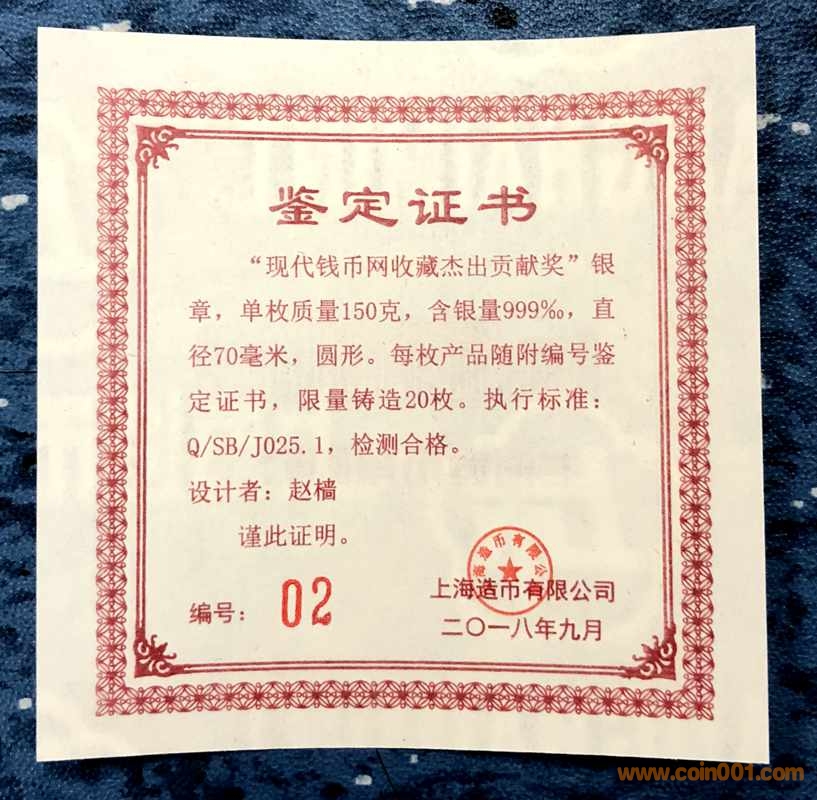 鉴定证书
“现代钱币网收藏杰出贡献奖”银
章，单枚质量150克，含银量999‰，直
径70毫米，圆形。每枚产品随附编号鉴
定证书，限量铸造20枚。执行标准：
Q/SB/J025.1，检测合格。
设计者：赵樯
谨此证明。
编号：02
上海造币有限公司
二〇一八年九月
www.coin001.com